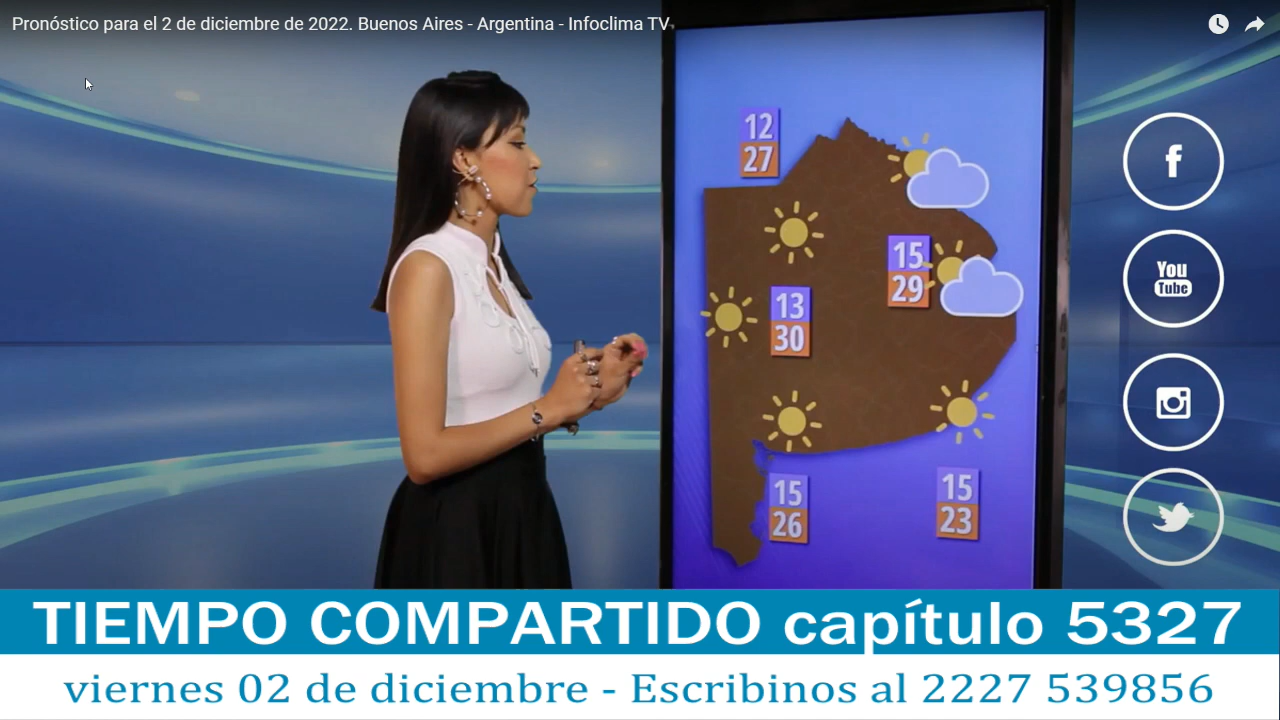 Pronóstico para el 2 de diciembre de 2022. Buenos Aires - Argentina - Infoclima TV
12
27
15
29
13
30
15
26
15
23
f
You
Tube
TIEMPO COMPARTIDO capítulo 5327
viernes 02 de diciembre - Escribinos al 2227 539856